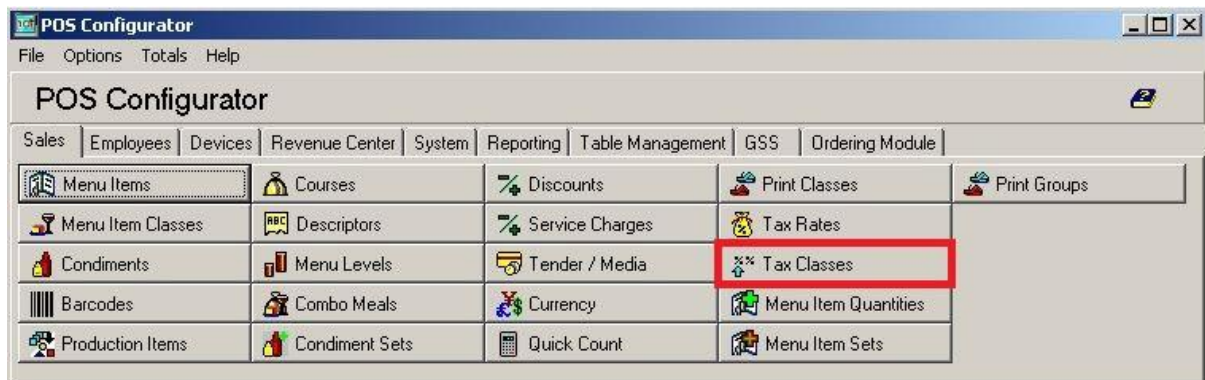 POS Configurator
File Options Totals Help
POS Configurator
Sales Employees Devices Revenue Center System Reporting Table Management GSS Ordering Module
Menu Items Courses Discounts Print Classes Print Groups
Menu Item Classes ABC Descriptors Service Charges Tax Rates
Condiments Menu Levels Tender / Media Tax Classes
Barcodes Combo Meals Currency Menu Item Quantities
Production Items Condiment Sets Quick Count Menu Item Sets